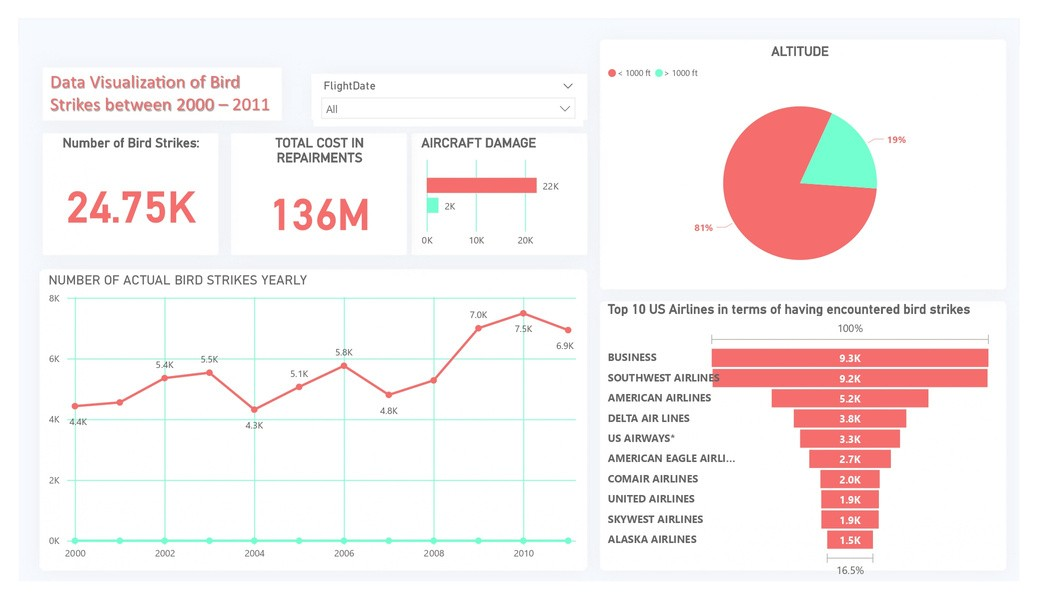 Data Visualization of Bird
Strikes between 2000 – 2011
FlightDate
All
Number of Bird Strikes:
24.75K
TOTAL COST IN
REPAIRMENTS
136M
AIRCRAFT DAMAGE
22K
2K
0K 10K 20K
ALTITUDE
< 1000 ft > 1000 ft
19%
81%
NUMBER OF ACTUAL BIRD STRIKES YEARLY
8K
6K
4K
2K
0K
4.4K
5.4K
5.5K
4.3K
5.1K
5.8K
4.8K
7.0K
7.5K
6.9K
2000 2002 2004 2006 2008 2010
Top 10 US Airlines in terms of having encountered bird strikes
100%
BUSINESS 9.3K
SOUTHWEST AIRLINES 9.2K
AMERICAN AIRLINES 5.2K
DELTA AIR LINES 3.8K
US AIRWAYS* 3.3K
AMERICAN EAGLE AIRLI... 2.7K
COMAIR AIRLINES 2.0K
UNITED AIRLINES 1.9K
SKYWEST AIRLINES 1.9K
ALASKA AIRLINES 1.5K
16.5%